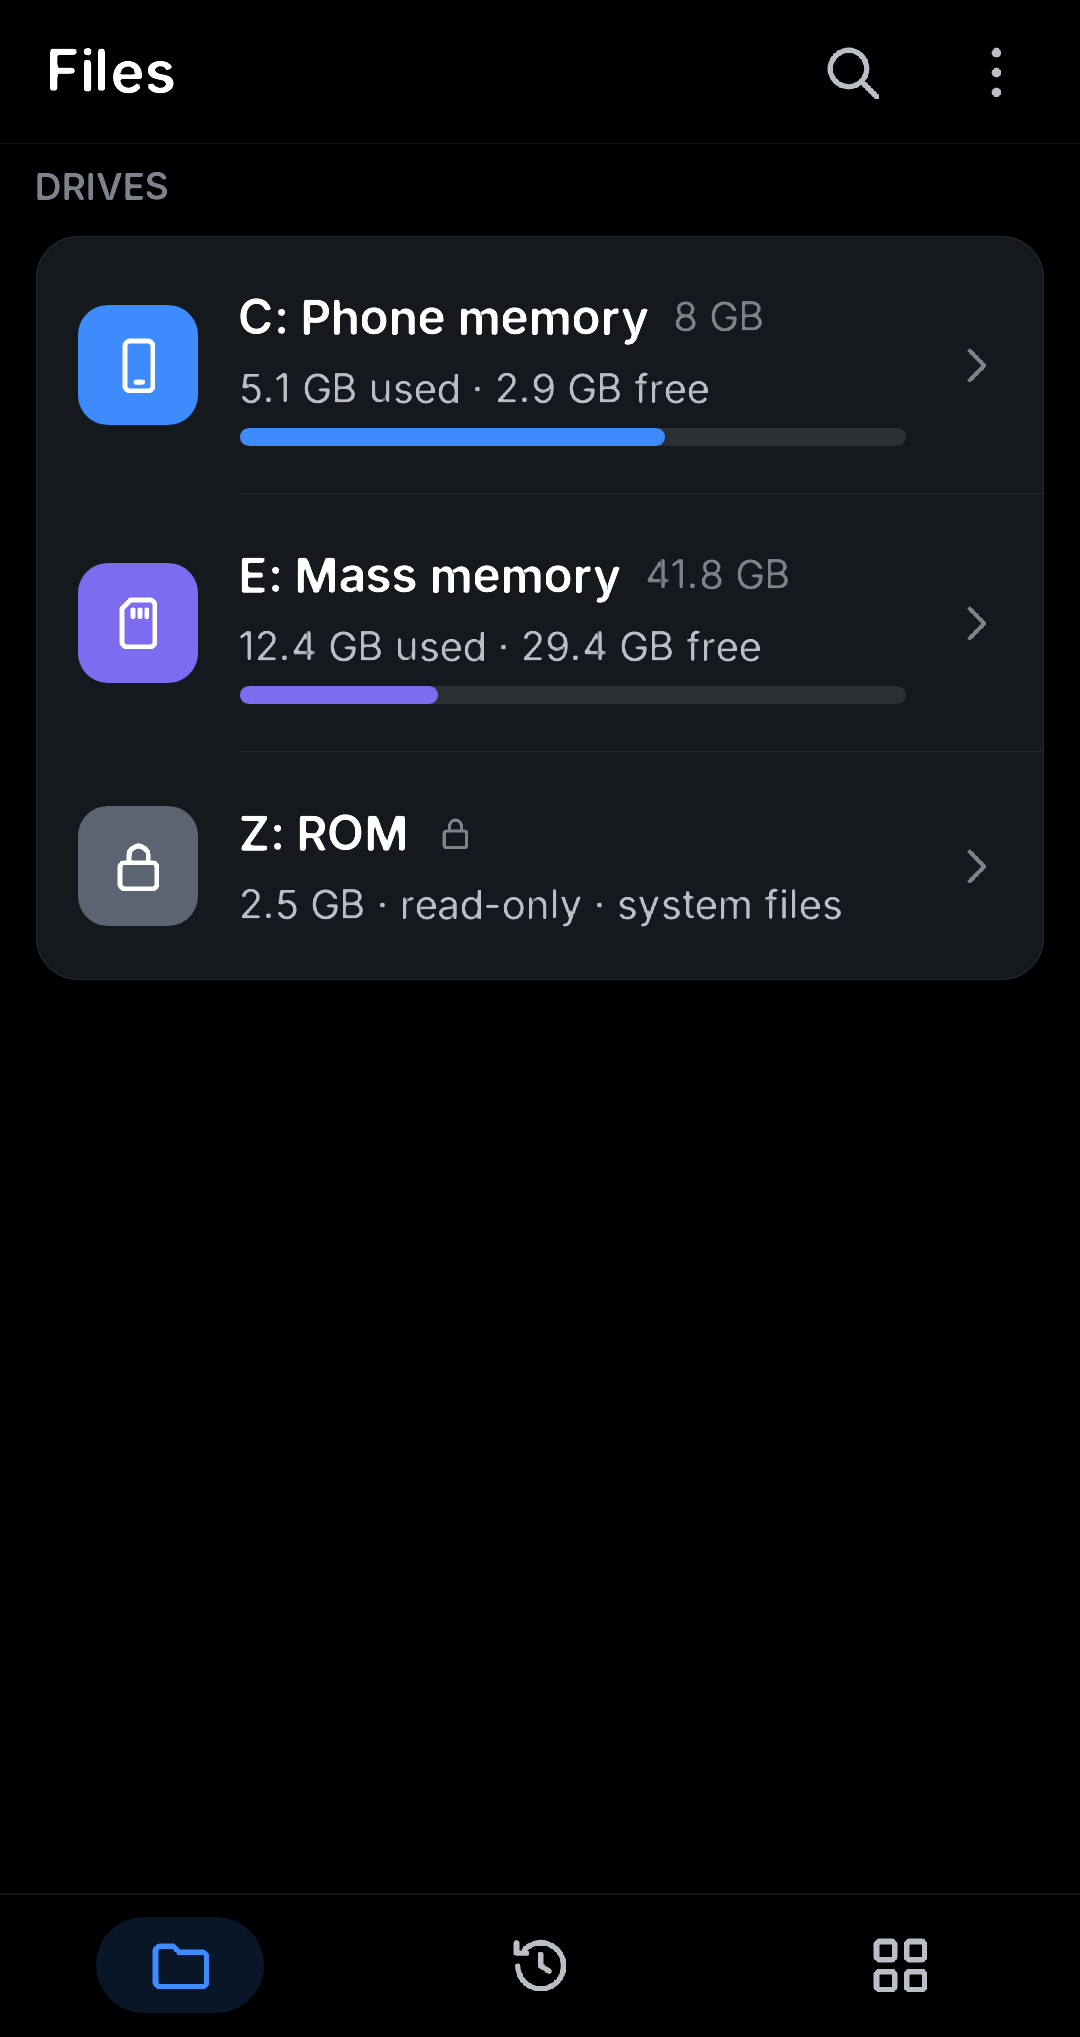 Files
DRIVES
C: Phone memory 8 GB
5.1 GB used · 2.9 GB free
E: Mass memory 41.8 GB
12.4 GB used · 29.4 GB free
Z: ROM
2.5 GB · read-only · system files